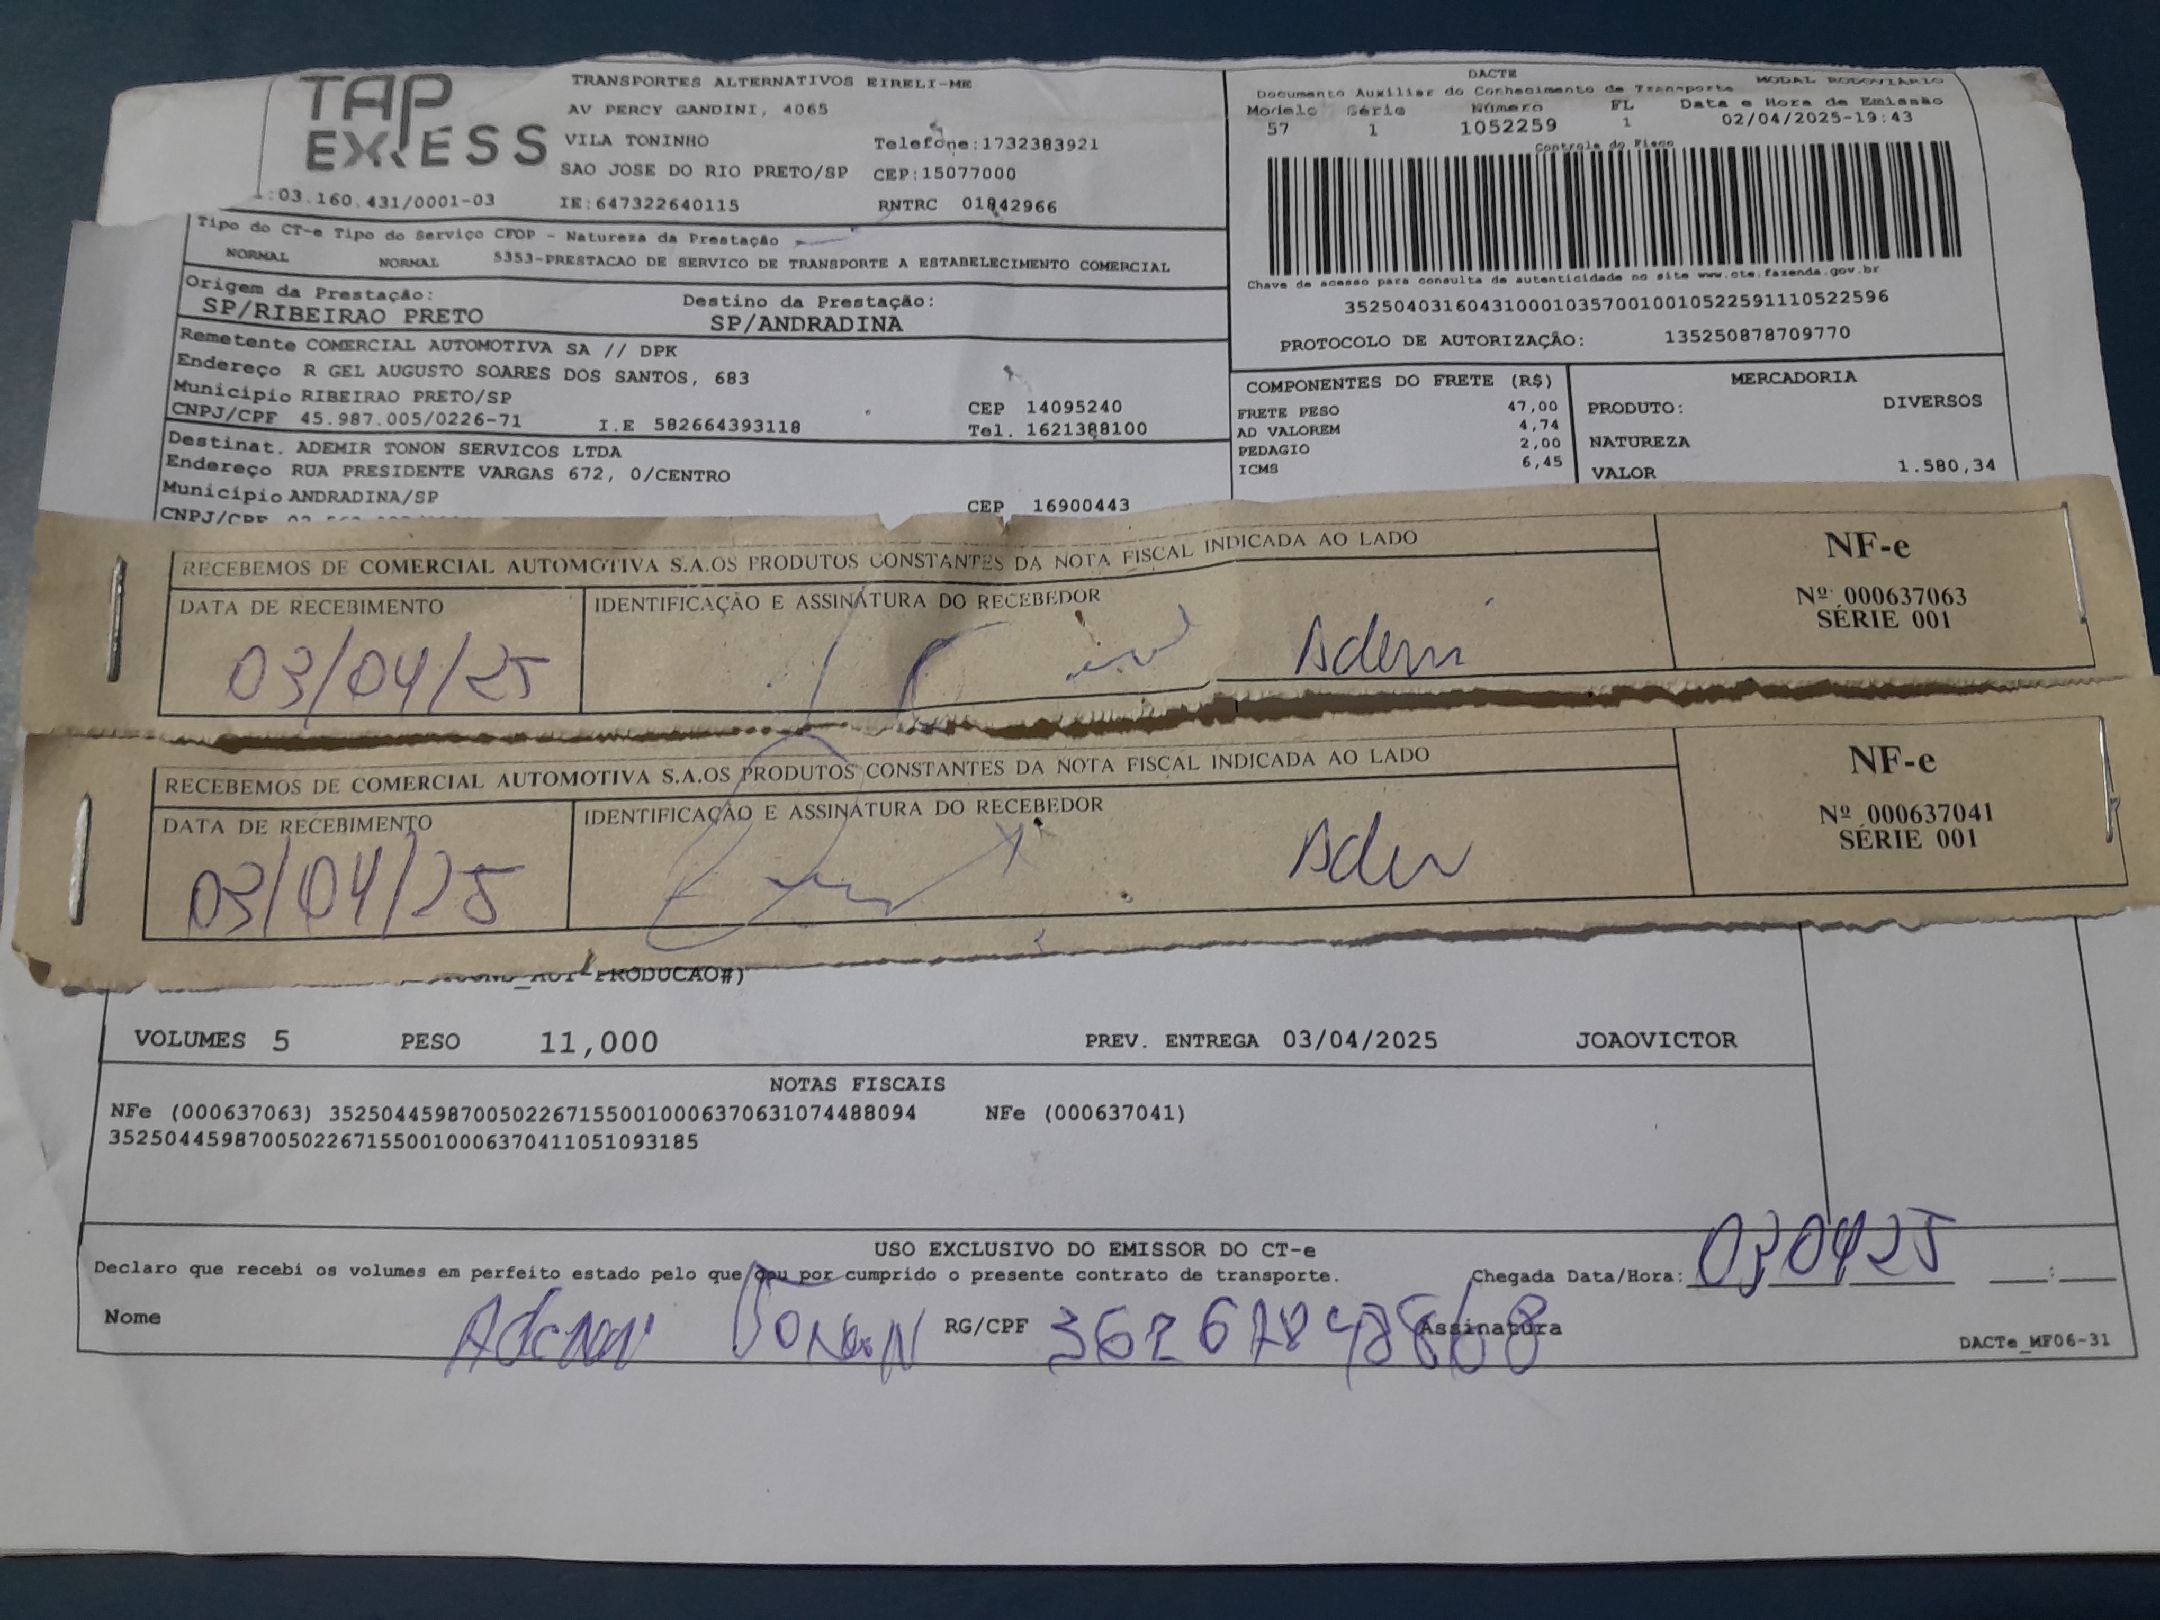 TAP EXPRESS
TRANSPORTES ALTERNATIVOS EIRELI-ME
AV PERCY GANDINI, 4065
VILA TONINHO Telefone:1732383921
SAO JOSE DO RIO PRETO/SP CEP:15077000
:03.160.431/0001-03 IE:647322640115 RNTRC 01842966
DACTE MODAL RODOVIÁRIO
Documento Auxiliar do Conhecimento de Transporte
Modelo Série Número FL Data e Hora de Emissão
57 1 1052259 1 02/04/2025-19:43
Controle do Fisco
Chave de acesso para consulta de autenticidade no site www.cte.fazenda.gov.br
35250403160431000103570010010522591110522596
PROTOCOLO DE AUTORIZAÇÃO: 135250878709770
Tipo do CT-e Tipo do Serviço CFOP - Natureza da Prestação
NORMAL NORMAL 5353-PRESTACAO DE SERVICO DE TRANSPORTE A ESTABELECIMENTO COMERCIAL
Origem da Prestação: Destino da Prestação:
SP/RIBEIRAO PRETO SP/ANDRADINA
Remetente COMERCIAL AUTOMOTIVA SA // DPK
Endereço R GEL AUGUSTO SOARES DOS SANTOS, 683
Município RIBEIRAO PRETO/SP CEP 14095240
CNPJ/CPF 45.987.005/0226-71 I.E 582664393118 Tel. 1621388100
Destinat. ADEMIR TONON SERVICOS LTDA
Endereço RUA PRESIDENTE VARGAS 672, 0/CENTRO
Município ANDRADINA/SP CEP 16900443
CNPJ/CPF
COMPONENTES DO FRETE (R$)
FRETE PESO 47,00
AD VALOREM 4,74
PEDAGIO 2,00
ICMS 6,45
MERCADORIA
PRODUTO: DIVERSOS
NATUREZA
VALOR 1.580,34
RECEBEMOS DE COMERCIAL AUTOMOTIVA S.A.OS PRODUTOS CONSTANTES DA NOTA FISCAL INDICADA AO LADO
DATA DE RECEBIMENTO IDENTIFICAÇÃO E ASSINATURA DO RECEBEDOR
03/04/25 Ademi
NF-e
Nº 000637063
SÉRIE 001
RECEBEMOS DE COMERCIAL AUTOMOTIVA S.A.OS PRODUTOS CONSTANTES DA NOTA FISCAL INDICADA AO LADO
DATA DE RECEBIMENTO IDENTIFICAÇÃO E ASSINATURA DO RECEBEDOR
03/04/25
NF-e
Nº 000637041
SÉRIE 001
PRODUCAO#)
VOLUMES 5 PESO 11,000 PREV. ENTREGA 03/04/2025 JOAOVICTOR
NOTAS FISCAIS
NFe (000637063) 35250445987005022671550010006370631074488094 NFe (000637041)
35250445987005022671550010006370411051093185
USO EXCLUSIVO DO EMISSOR DO CT-e
Declaro que recebi os volumes em perfeito estado pelo que dou por cumprido o presente contrato de transporte. Chegada Data/Hora: 03 04 25 __:__
Nome Tonon RG/CPF Assinatura
DACTe_MF06-31